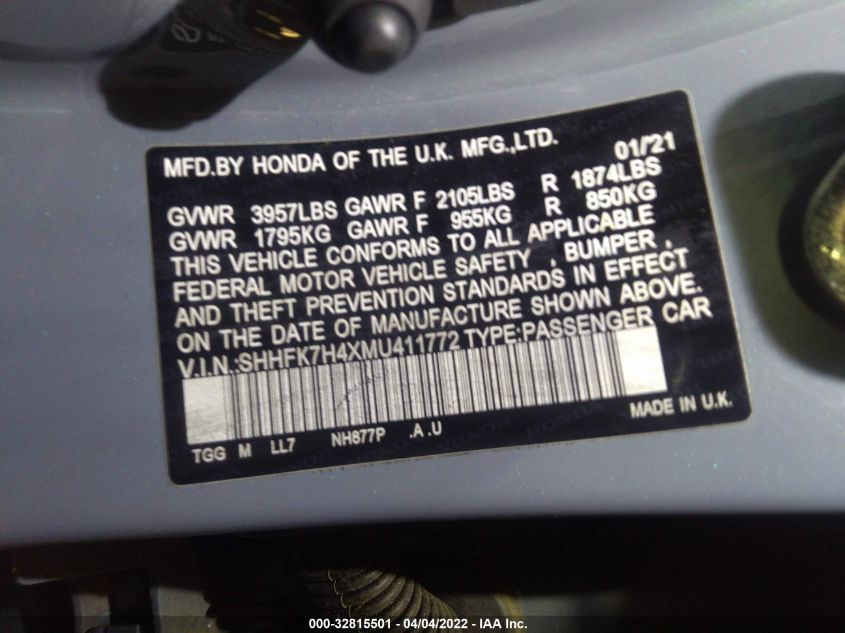 MFD.BY HONDA OF THE U.K. MFG.,LTD. 01/'21
GVWR 3957LBS GAWR F 2105LBS R 1874LBS
GVWR 1795KG GAWR F 955KG R 850KG
THIS VEHICLE CONFORMS TO ALL APPLICABLE
FEDERAL MOTOR VEHICLE SAFETY , BUMPER ,
AND THEFT PREVENTION STANDARDS IN EFFECT
ON THE DATE OF MANUFACTURE SHOWN ABOVE.
V.I.N.:SHHFK7H4XMU411772 TYPE:PASSENGER CAR
TGG M LL7 NH877P .A .U MADE IN U.K.
000-32815501 - 04/04/2022 - IAA Inc.